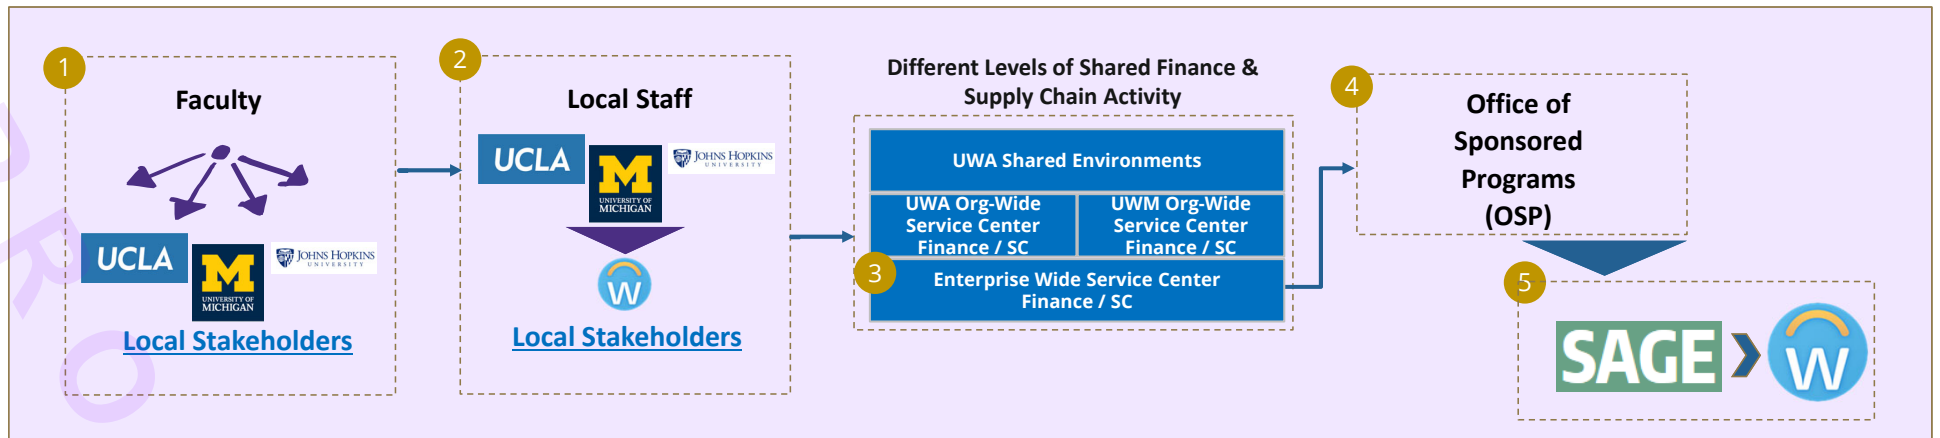 1
Faculty
UCLA
M
UNIVERSITY OF
MICHIGAN
JOHNS HOPKINS
UNIVERSITY
Local Stakeholders
2
Local Staff
UCLA
M
UNIVERSITY OF
MICHIGAN
JOHNS HOPKINS
UNIVERSITY
W
Local Stakeholders
Different Levels of Shared Finance &
Supply Chain Activity
UWA Shared Environments
UWA Org-Wide
Service Center
Finance / SC
UWM Org-Wide
Service Center
Finance / SC
3
Enterprise Wide Service Center
Finance / SC
4
Office of
Sponsored
Programs
(OSP)
5
SAGE
W
RO